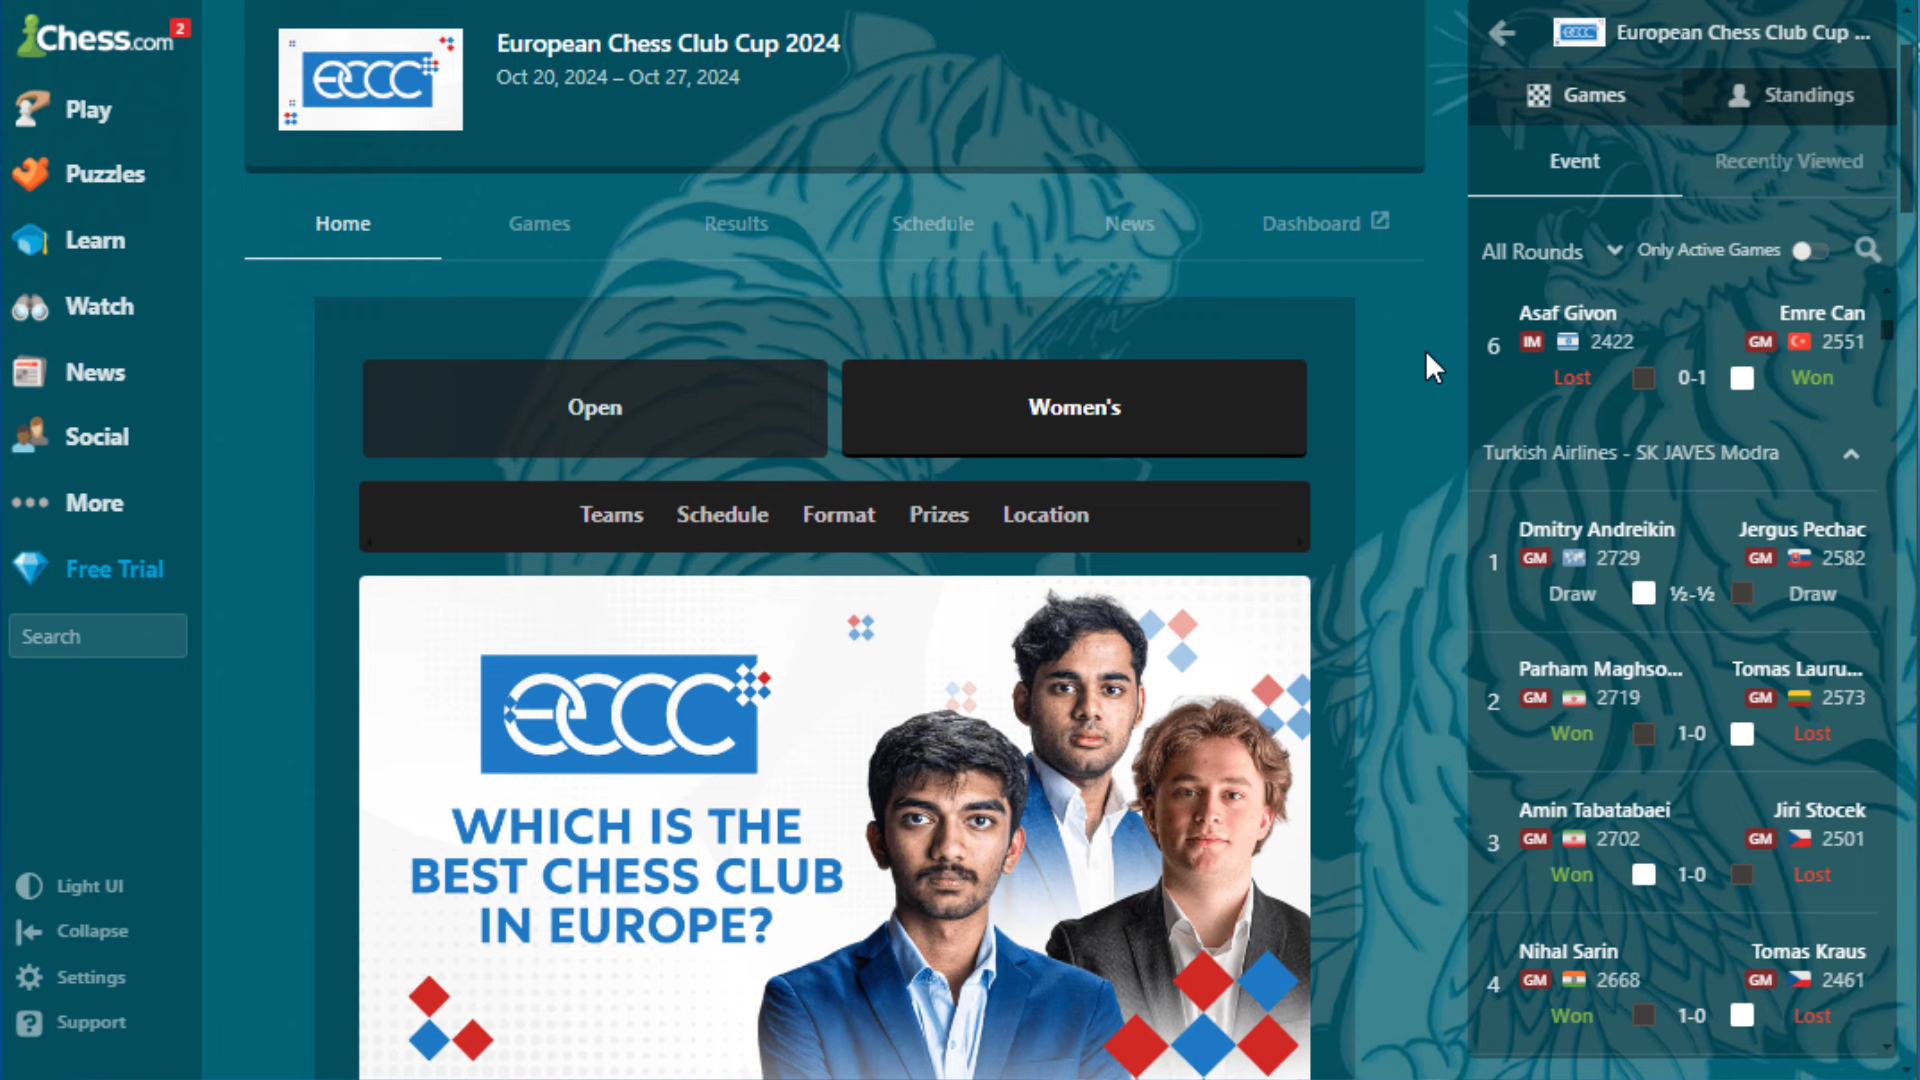 Chess.com
2
Play
Puzzles
Learn
Watch
News
Social
More
Free Trial
Search
Light UI
Collapse
Settings
Support
eccc
European Chess Club Cup 2024
Oct 20, 2024 – Oct 27, 2024
Home
Games
Results
Schedule
News
Dashboard
Open
Women's
Teams
Schedule
Format
Prizes
Location
eccc
WHICH IS THE
BEST CHESS CLUB
IN EUROPE?
eccc
European Chess Club Cup ...
Games
Standings
Event
Recently Viewed
All Rounds
Only Active Games
Asaf Givon
Emre Can
6
IM
2422
GM
2551
Lost
0-1
Won
Turkish Airlines - SK JAVES Modra
Dmitry Andreikin
Jergus Pechac
1
GM
2729
GM
2582
Draw
½-½
Draw
Parham Maghso...
Tomas Lauru...
2
GM
2719
GM
2573
Won
1-0
Lost
Amin Tabatabaei
Jiri Stocek
3
GM
2702
GM
2501
Won
1-0
Lost
Nihal Sarin
Tomas Kraus
4
GM
2668
GM
2461
Won
1-0
Lost